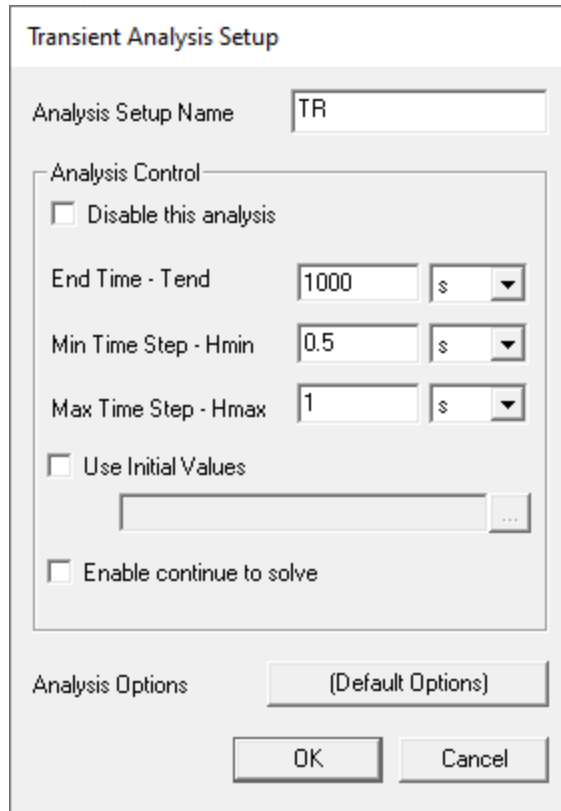 Transient Analysis Setup
Analysis Setup Name TR
Analysis Control
Disable this analysis
End Time - Tend 1000 s
Min Time Step - Hmin 0.5 s
Max Time Step - Hmax 1 s
Use Initial Values
...
Enable continue to solve
Analysis Options (Default Options)
OK Cancel